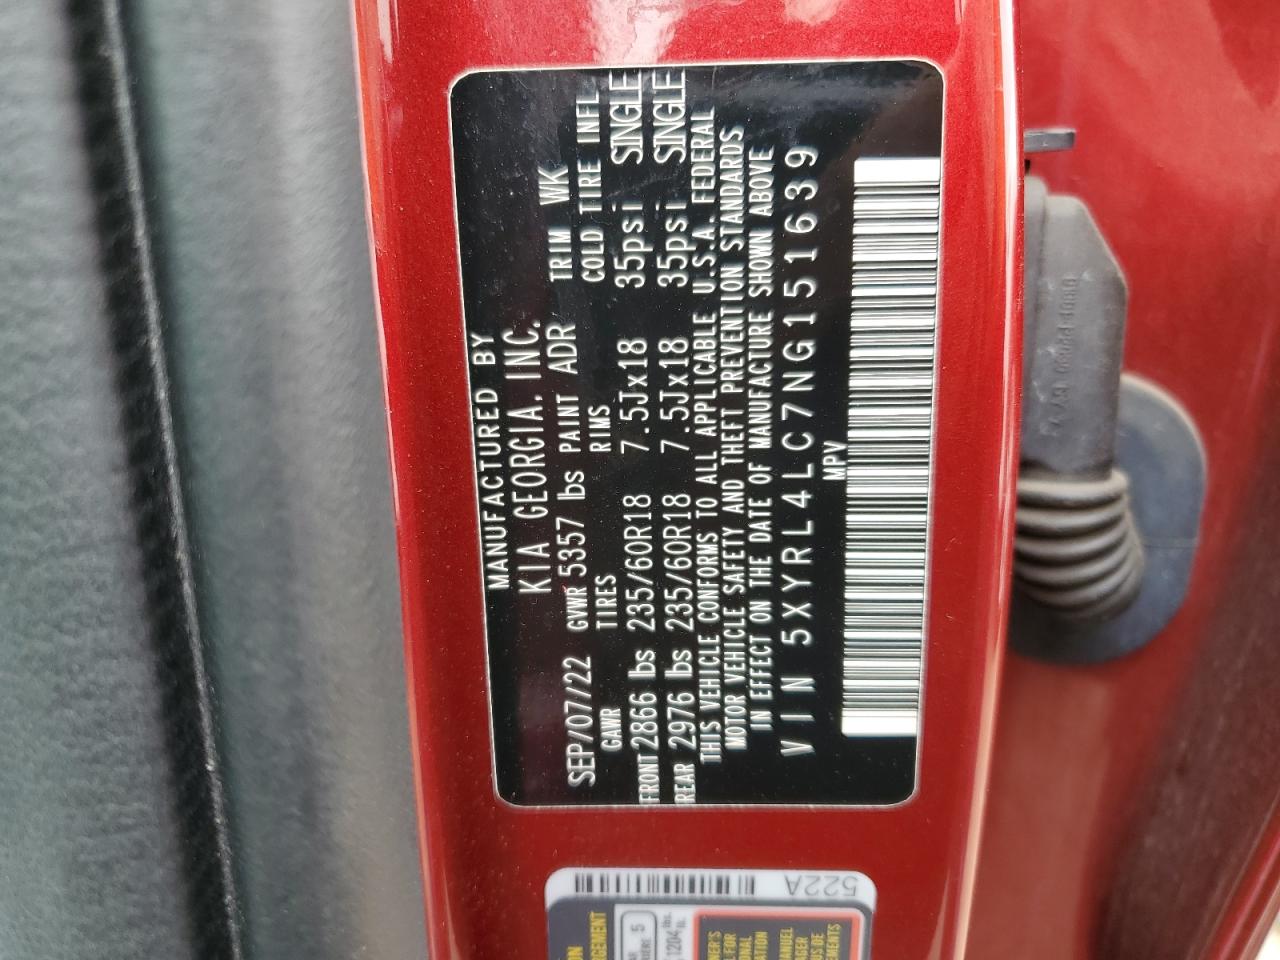 MANUFACTURED BY
KIA GEORGIA, INC.
SEP/07/22 GVWR 5357 lbs PAINT ADR TRIM WK
GAWR TIRES RIMS COLD TIRE INFL
FRONT 2866 lbs 235/60R18 7.5Jx18 35psi SINGLE
REAR 2976 lbs 235/60R18 7.5Jx18 35psi SINGLE
THIS VEHICLE CONFORMS TO ALL APPLICABLE U.S.A. FEDERAL
MOTOR VEHICLE SAFETY AND THEFT PREVENTION STANDARDS
IN EFFECT ON THE DATE OF MANUFACTURE SHOWN ABOVE
VIN 5XYRL4LC7NG151639
MPV
522A